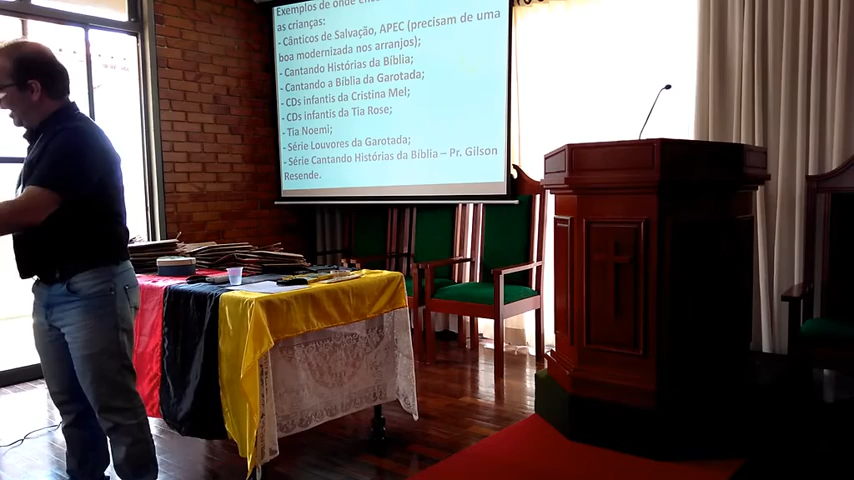 Exemplos de onde
as crianças:
- Cânticos de Salvação, APEC (precisam de uma
boa modernizada nos arranjos);
- Cantando Histórias da Bíblia;
- Cantando a Bíblia da Garotada;
- CDs infantis da Cristina Mel;
- CDs infantis da Tia Rose;
- Tia Noemi;
- Série Louvores da Garotada;
- Série Cantando Histórias da Bíblia – Pr. Gilson
Resende.